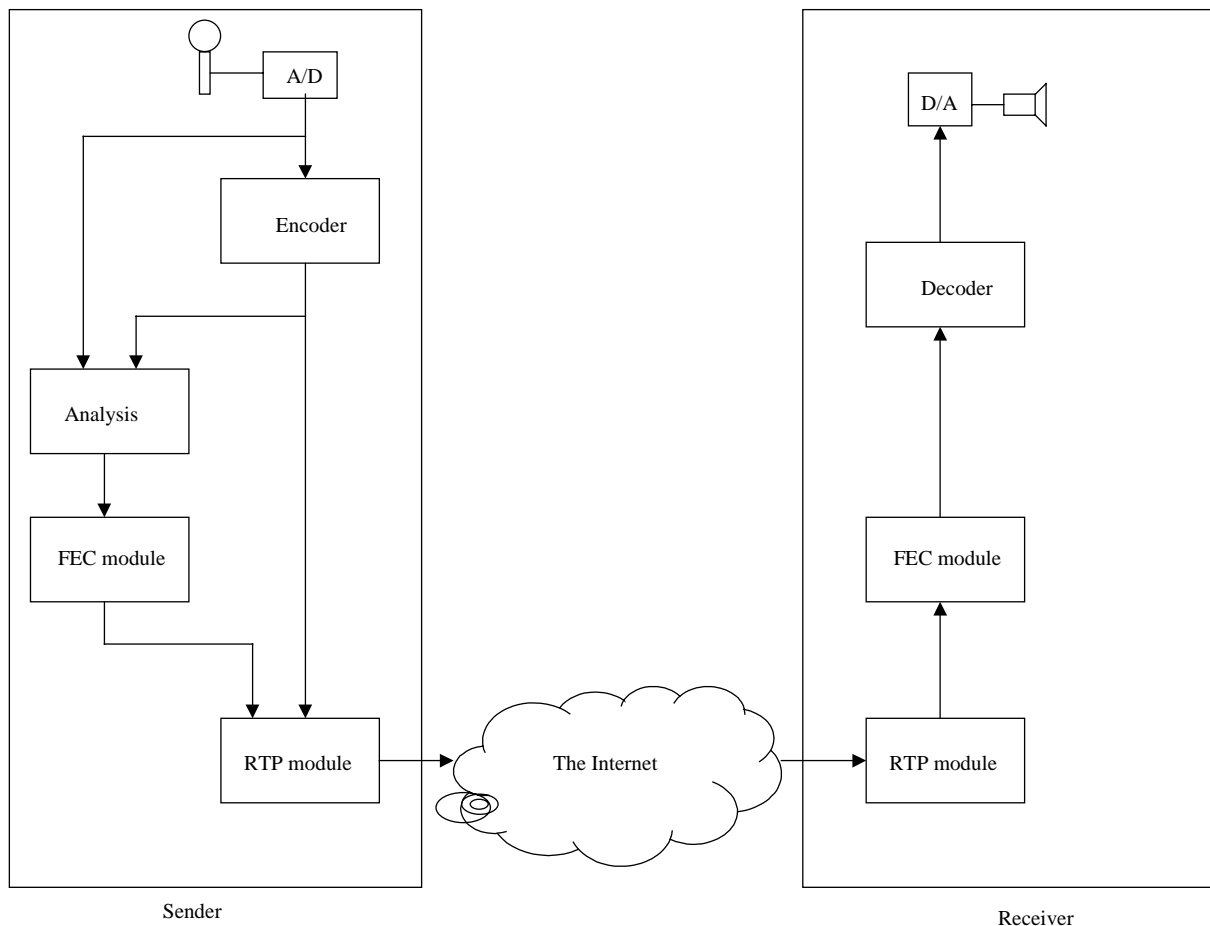 A/D
Encoder
Analysis
FEC module
RTP module
Sender
The Internet
D/A
Decoder
FEC module
RTP module
Receiver